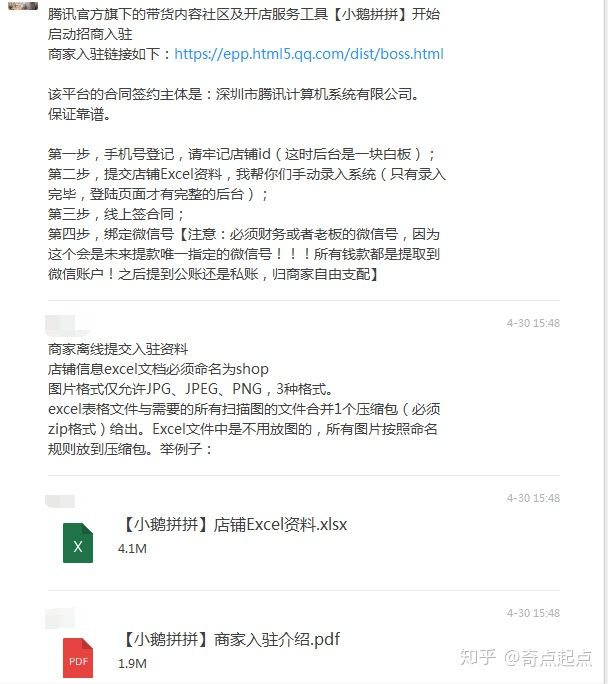 腾讯官方旗下的带货内容社区及开店服务工具【小鹅拼拼】开始
启动招商入驻
商家入驻链接如下：https://epp.html5.qq.com/dist/boss.html
该平台的合同签约主体是：深圳市腾讯计算机系统有限公司。
保证靠谱。
第一步，手机号登记，请牢记店铺id（这时后台是一块白板）；
第二步，提交店铺Excel资料，我帮你们手动录入系统（只有录入
完毕，登陆页面才有完整的后台）；
第三步，线上签合同；
第四步，绑定微信号【注意：必须财务或者老板的微信号，因为
这个会是未来提款唯一指定的微信号！！！所有钱款都是提取到
微信账户！之后提到公账还是私账，归商家自由支配】
4-30 15:48
商家离线提交入驻资料
店铺信息excel文档必须命名为shop
图片格式仅允许JPG、JPEG、PNG，3种格式。
excel表格文件与需要的所有扫描图的文件合并1个压缩包（必须
zip格式）给出。Excel文件中是不用放图的，所有图片按照命名
规则放到压缩包。举例子：
4-30 15:48
X
【小鹅拼拼】店铺Excel资料.xlsx
4.1M
4-30 15:48
PDF
【小鹅拼拼】商家入驻介绍.pdf
1.9M
知乎 @奇点起点